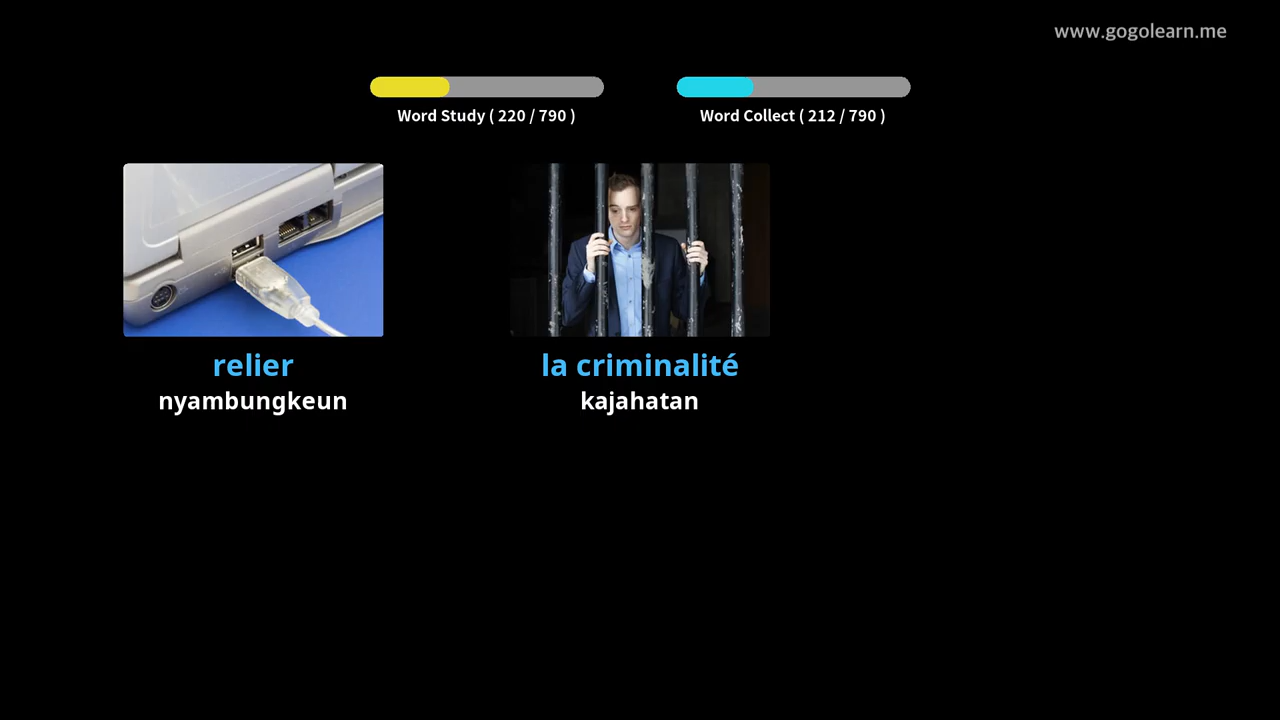 www.gogolearn.me
Word Study ( 220 / 790 )
Word Collect ( 212 / 790 )
relier
nyambungkeun
la criminalité
kajahatan